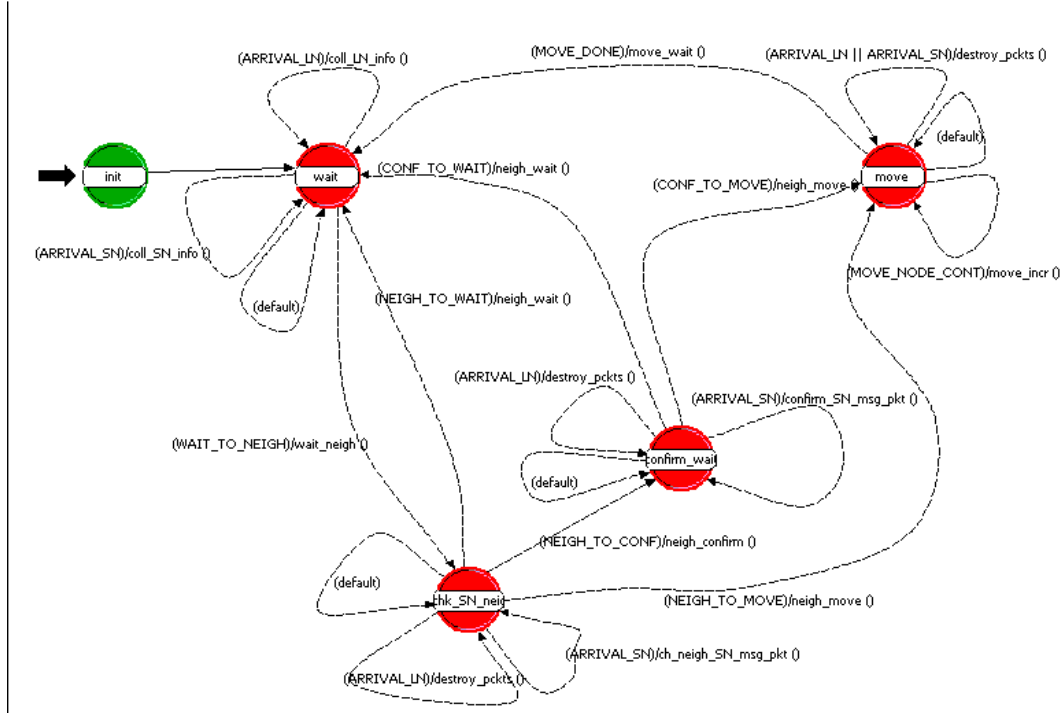 (ARRIVAL_LN)/coll_LN_info ()
(MOVE_DONE)/move_wait ()
(ARRIVAL_LN || ARRIVAL_SN)/destroy_pckts ()
(default)
init
wait
(CONF_TO_WAIT)/neigh_wait ()
(CONF_TO_MOVE)/neigh_move ()
move
(ARRIVAL_SN)/coll_SN_info ()
(MOVE_NODE_CONT)/move_incr ()
(default)
(NEIGH_TO_WAIT)/neigh_wait ()
(ARRIVAL_LN)/destroy_pckts ()
(ARRIVAL_SN)/confirm_SN_msg_pkt ()
(WAIT_TO_NEIGH)/wait_neigh ()
confirm_wait
(default)
(NEIGH_TO_CONF)/neigh_confirm ()
(default)
chk_SN_neig
(NEIGH_TO_MOVE)/neigh_move ()
(ARRIVAL_SN)/ch_neigh_SN_msg_pkt ()
(ARRIVAL_LN)/destroy_pckts ()